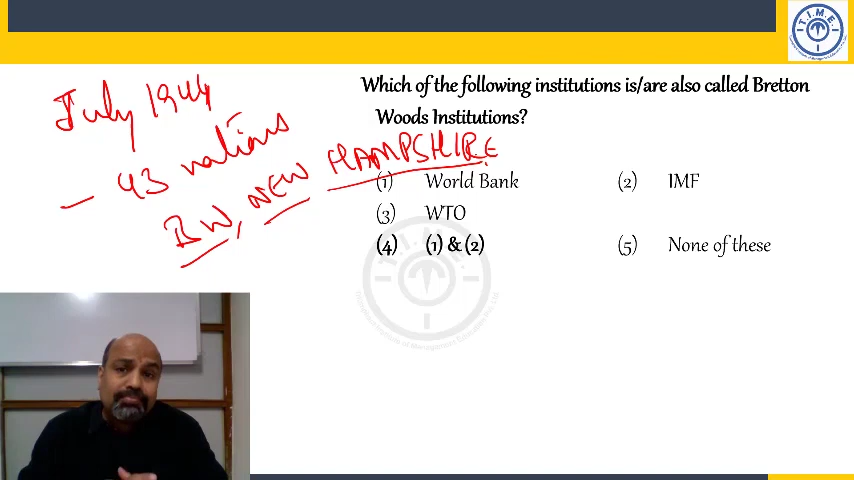 T.I.M.E.
Which of the following institutions is/are also called Bretton
Woods Institutions?
July 1944
- 43 nations
BW, NEW HAMPSHIRE
(1) World Bank (2) IMF
(3) WTO
(4) (1) & (2) (5) None of these